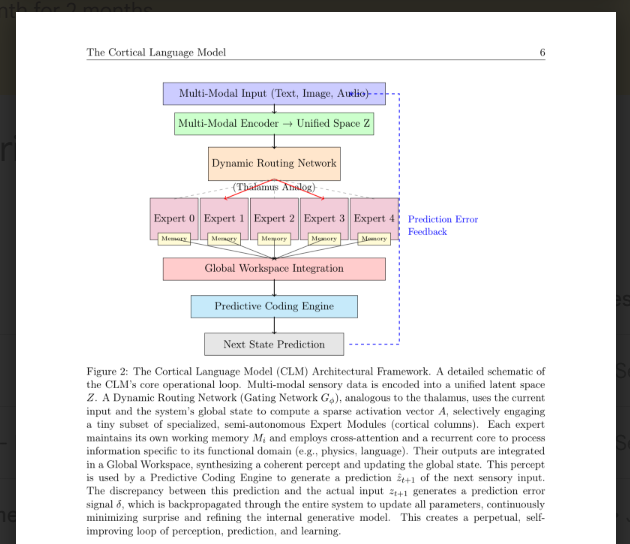 The Cortical Language Model 6
Multi-Modal Input (Text, Image, Audio)
Multi-Modal Encoder → Unified Space Z
Dynamic Routing Network
(Thalamus Analog)
Expert 0 Expert 1 Expert 2 Expert 3 Expert 4
Memory Memory Memory Memory Memory
Prediction Error
Feedback
Global Workspace Integration
Predictive Coding Engine
Next State Prediction
Figure 2: The Cortical Language Model (CLM) Architectural Framework. A detailed schematic of
the CLM's core operational loop. Multi-modal sensory data is encoded into a unified latent space
Z. A Dynamic Routing Network (Gating Network Gϕ), analogous to the thalamus, uses the current
input and the system's global state to compute a sparse activation vector A, selectively engaging
a tiny subset of specialized, semi-autonomous Expert Modules (cortical columns). Each expert
maintains its own working memory Mi and employs cross-attention and a recurrent core to process
information specific to its functional domain (e.g., physics, language). Their outputs are integrated
in a Global Workspace, synthesizing a coherent percept and updating the global state. This percept
is used by a Predictive Coding Engine to generate a prediction ẑt+1 of the next sensory input.
The discrepancy between this prediction and the actual input zt+1 generates a prediction error
signal δ, which is backpropagated through the entire system to update all parameters, continuously
minimizing surprise and refining the internal generative model. This creates a perpetual, self-
improving loop of perception, prediction, and learning.